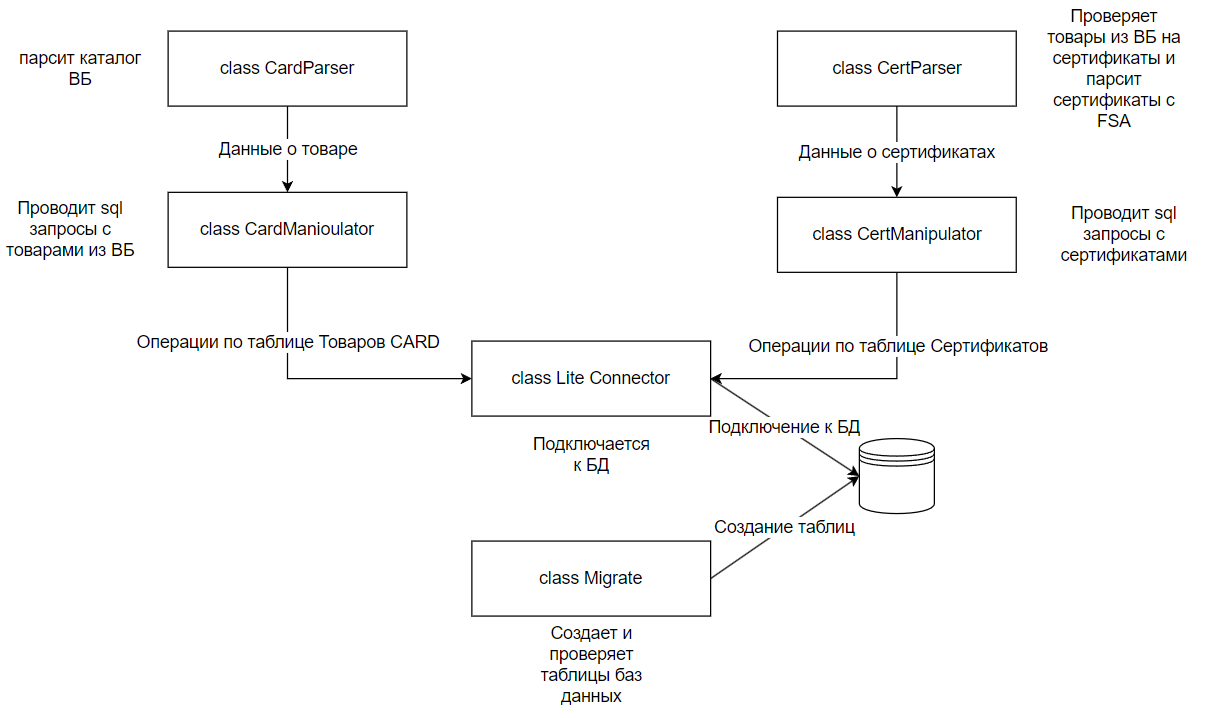 парсит каталог
ВБ
class CardParser
class CertParser
Проверяет
товары из ВБ на
сертификаты и
парсит
сертификаты с
FSA
Данные о товаре
Данные о сертификатах
Проводит sql
запросы с
товарами из ВБ
class CardManioulator
class CertManipulator
Проводит sql
запросы с
сертификатами
Операции по таблице Товаров CARD
Операции по таблице Сертификатов
class Lite Connector
Подключается
к БД
Подключение к БД
Создание таблиц
class Migrate
Создает и
проверяет
таблицы баз
данных